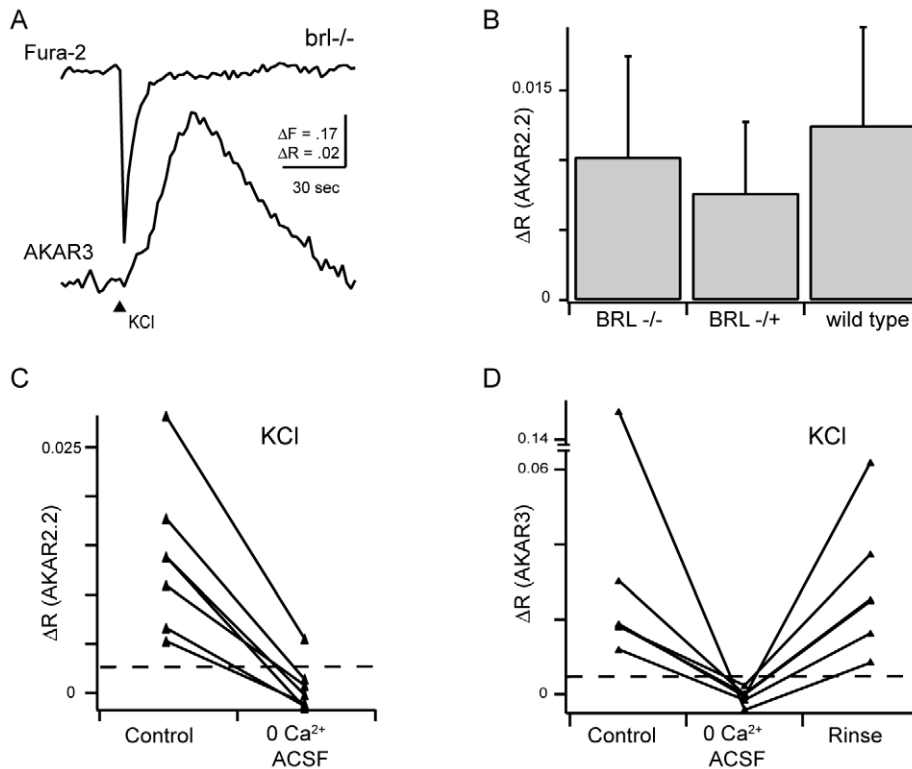 A
Fura-2
brl-/-
ΔF = .17
ΔR = .02
30 sec
AKAR3
KCl
B
ΔR (AKAR2.2)
0.015
0
BRL -/-
BRL -/+
wild type
C
KCl
ΔR (AKAR2.2)
0.025
0
Control
0 Ca²⁺
ACSF
D
KCl
ΔR (AKAR3)
0.14
0.06
0
Control
0 Ca²⁺
ACSF
Rinse